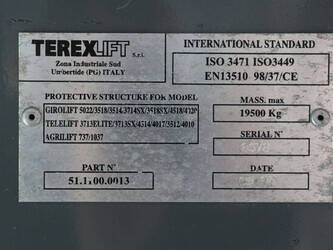 TEREXLIFT s.r.l.
Zona Industriale Sud
Umbertide (PG) ITALY
INTERNATIONAL STANDARD
ISO 3471 ISO3449
EN13510 98/37/CE
PROTECTIVE STRUCTURE FOR MODEL
GIROLIFT 5022/3518/3514-3714SX/3518SX/4518/4520
TELELIFT 3713ELITE/3713SX/4314/4017/3512/4010
AGRILIFT 737/1037
MASS. max
19500 Kg
SERIAL N°
PART N°
51.1.00.0013
DATE